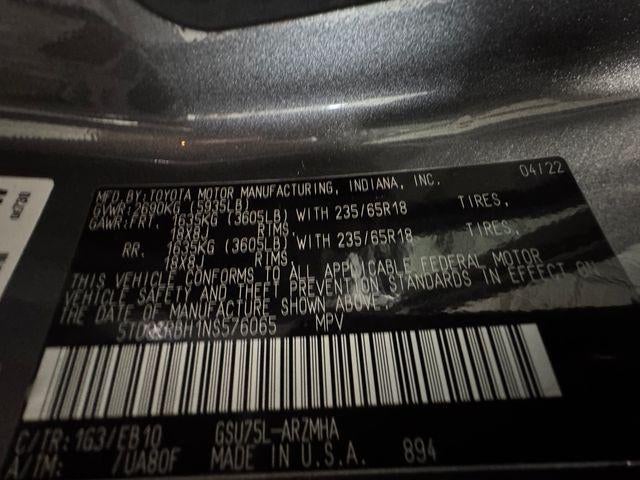 MFD. BY: TOYOTA MOTOR MANUFACTURING, INDIANA, INC. 04/22
GVWR: 2690KG (5935LB)
GAWR: FRT. 1635KG (3605LB) WITH 235/65R18 TIRES,
18X8J RIMS,
RR. 1635KG (3605LB) WITH 235/65R18 TIRES,
18X8J RIMS.
THIS VEHICLE CONFORMS TO ALL APPLICABLE FEDERAL MOTOR
VEHICLE SAFETY AND THEFT PREVENTION STANDARDS IN EFFECT ON
THE DATE OF MANUFACTURE SHOWN ABOVE.
MPV
C/TR: 1G3/EB10 GSU75L-ARZMHA
A/TM: /UA80F MADE IN U.S.A. 894